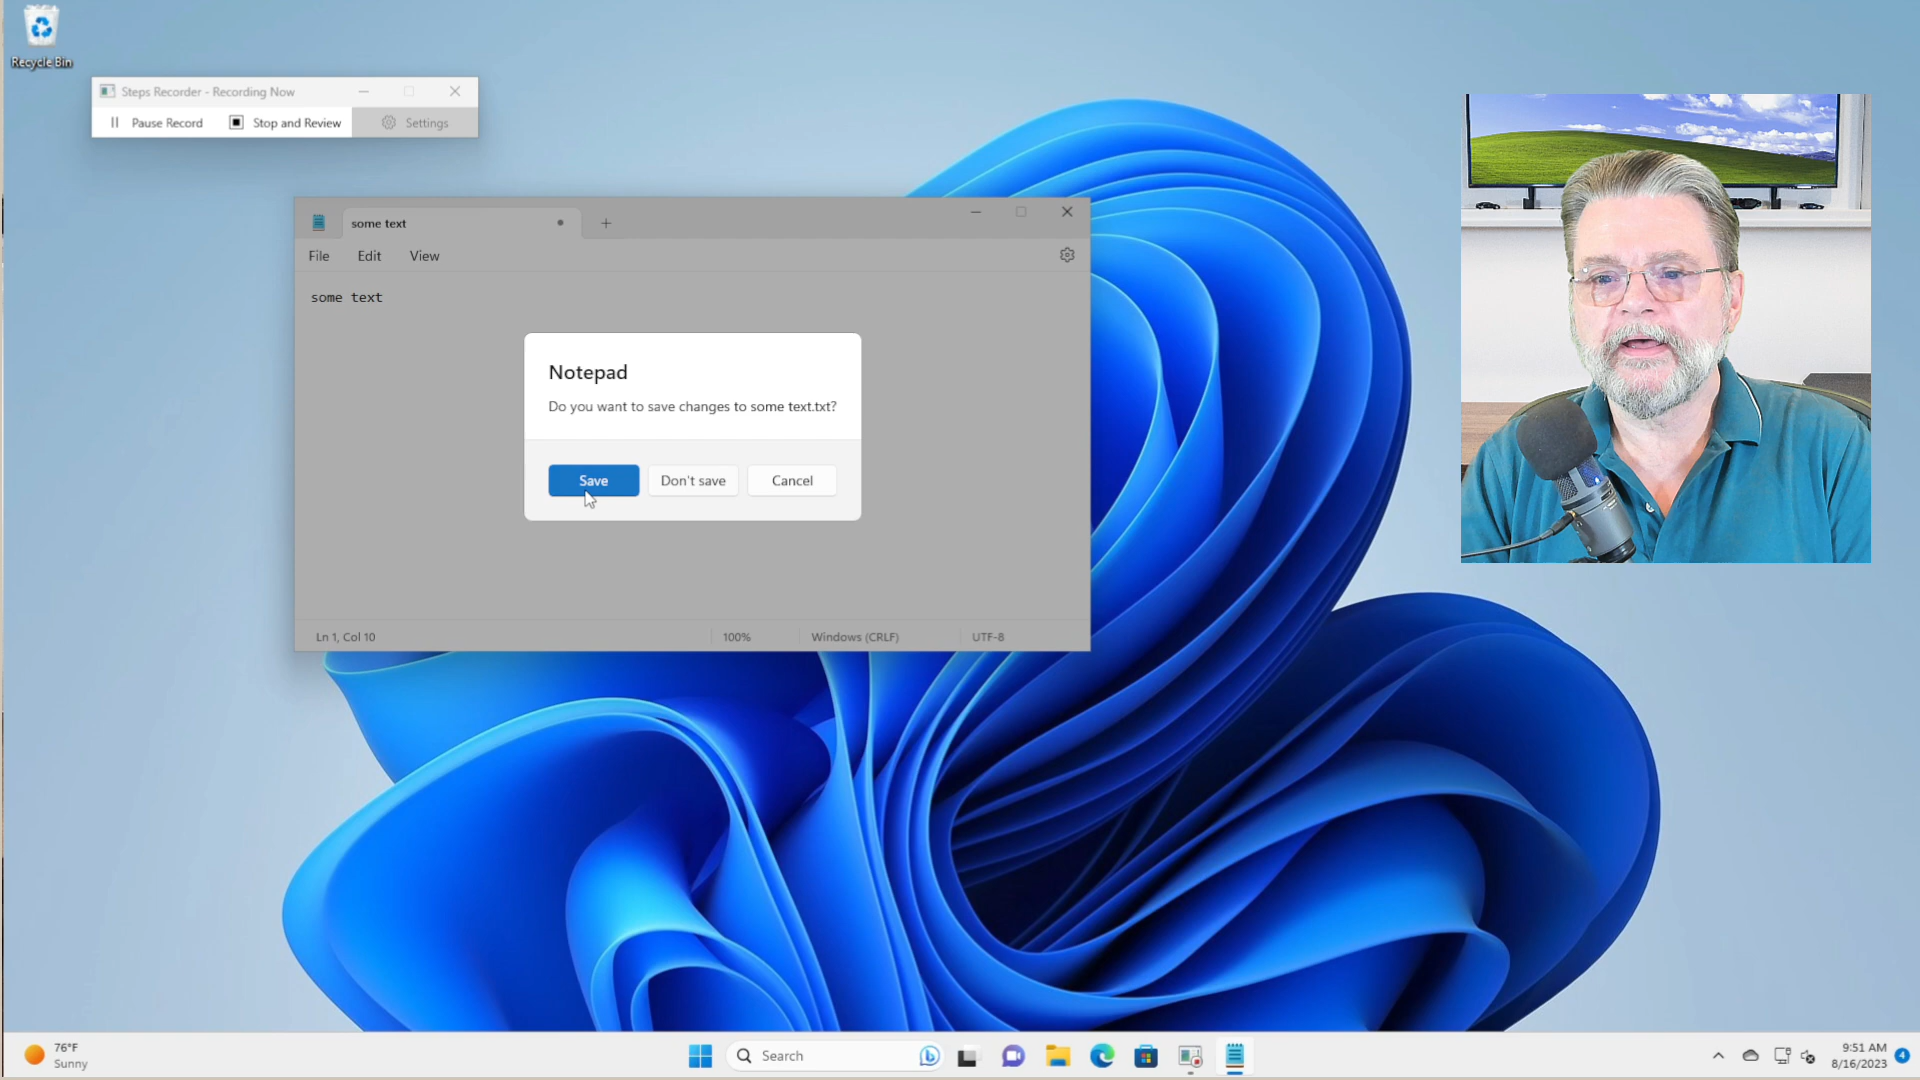 Recycle Bin
Steps Recorder - Recording Now
Pause Record Stop and Review Settings
some text
File Edit View
some text
Notepad
Do you want to save changes to some text.txt?
Save Don't save Cancel
Ln 1, Col 10 100% Windows (CRLF) UTF-8
76°F
Sunny
Search
9:51 AM
8/16/2023
4